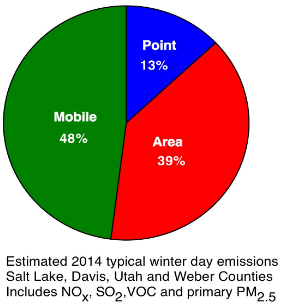 Point
13%
Mobile
48%
Area
39%
Estimated 2014 typical winter day emissions
Salt Lake, Davis, Utah and Weber Counties
Includes NOx, SO2,VOC and primary PM2.5